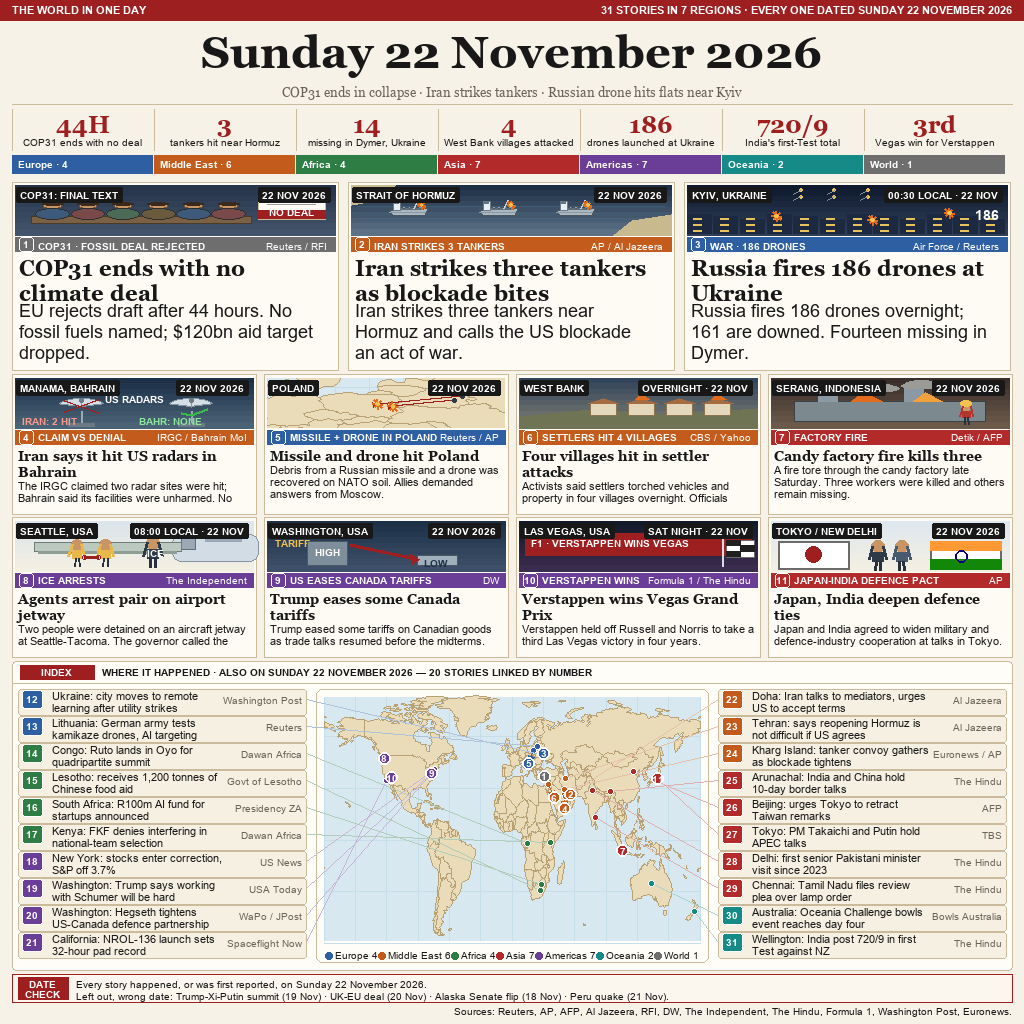 THE WORLD IN ONE DAY
31 STORIES IN 7 REGIONS · EVERY ONE DATED SUNDAY 22 NOVEMBER 2026
Sunday 22 November 2026
COP31 ends in collapse · Iran strikes tankers · Russian drone hits flats near Kyiv
44H
COP31 ends with no deal
3
tankers hit near Hormuz
14
missing in Dymer, Ukraine
4
West Bank villages attacked
186
drones launched at Ukraine
720/9
India's first-Test total
3rd
Vegas win for Verstappen
Europe · 4
Middle East · 6
Africa · 4
Asia · 7
Americas · 7
Oceania · 2
World · 1
COP31: FINAL TEXT
22 NOV 2026
NO DEAL
1 COP31 · FOSSIL DEAL REJECTED
Reuters / RFI
COP31 ends with no
climate deal
EU rejects draft after 44 hours. No
fossil fuels named; $120bn aid target
dropped.
STRAIT OF HORMUZ
22 NOV 2026
2 IRAN STRIKES 3 TANKERS
AP / Al Jazeera
Iran strikes three tankers
as blockade bites
Iran strikes three tankers near
Hormuz and calls the US blockade
an act of war.
KYIV, UKRAINE
00:30 LOCAL · 22 NOV
186
3 WAR · 186 DRONES
Air Force / Reuters
Russia fires 186 drones at
Ukraine
Russia fires 186 drones overnight;
161 are downed. Fourteen missing in
Dymer.
MANAMA, BAHRAIN
22 NOV 2026
US RADARS
IRAN: 2 HIT
BAHR: NONE
4 CLAIM VS DENIAL
IRGC / Bahrain MoI
Iran says it hit US radars in
Bahrain
The IRGC claimed two radar sites were hit;
Bahrain said its facilities were unharmed. No
POLAND
22 NOV 2026
5 MISSILE + DRONE IN POLAND
Reuters / AP
Missile and drone hit Poland
Debris from a Russian missile and a drone was
recovered on NATO soil. Allies demanded
answers from Moscow.
WEST BANK
OVERNIGHT · 22 NOV
6 SETTLERS HIT 4 VILLAGES
CBS / Yahoo
Four villages hit in settler
attacks
Activists said settlers torched vehicles and
property in four villages overnight. Officials
SERANG, INDONESIA
22 NOV 2026
7 FACTORY FIRE
Detik / AFP
Candy factory fire kills three
A fire tore through the candy factory late
Saturday. Three workers were killed and others
remain missing.
SEATTLE, USA
08:00 LOCAL · 22 NOV
ICE
8 ICE ARRESTS
The Independent
Agents arrest pair on airport
jetway
Two people were detained on an aircraft jetway
at Seattle-Tacoma. The governor called the
WASHINGTON, USA
22 NOV 2026
TARIFF
HIGH
LOW
9 US EASES CANADA TARIFFS
DW
Trump eases some Canada
tariffs
Trump eased some tariffs on Canadian goods
as trade talks resumed before the midterms.
LAS VEGAS, USA
SAT NIGHT · 22 NOV
F1 · VERSTAPPEN WINS VEGAS
10 VERSTAPPEN WINS
Formula 1 / The Hindu
Verstappen wins Vegas Grand
Prix
Verstappen held off Russell and Norris to take a
third Las Vegas victory in four years.
TOKYO / NEW DELHI
22 NOV 2026
11 JAPAN-INDIA DEFENCE PACT
AP
Japan, India deepen defence
ties
Japan and India agreed to widen military and
defence-industry cooperation at talks in Tokyo.
INDEX
WHERE IT HAPPENED · ALSO ON SUNDAY 22 NOVEMBER 2026 — 20 STORIES LINKED BY NUMBER
12 Ukraine: city moves to remote
learning after utility strikes
Washington Post
13 Lithuania: German army tests
kamikaze drones, AI targeting
Reuters
14 Congo: Ruto lands in Oyo for
quadripartite summit
Dawan Africa
15 Lesotho: receives 1,200 tonnes of
Chinese food aid
Govt of Lesotho
16 South Africa: R100m AI fund for
startups announced
Presidency ZA
17 Kenya: FKF denies interfering in
national-team selection
Dawan Africa
18 New York: stocks enter correction,
S&P off 3.7%
US News
19 Washington: Trump says working
with Schumer will be hard
USA Today
20 Washington: Hegseth tightens
US-Canada defence partnership
WaPo / JPost
21 California: NROL-136 launch sets
32-hour pad record
Spaceflight Now
8
10
9
3
5
1
6
2
4
11
7
Europe 4
Middle East 6
Africa 4
Asia 7
Americas 7
Oceania 2
World 1
22 Doha: Iran talks to mediators, urges
US to accept terms
Al Jazeera
23 Tehran: says reopening Hormuz is
not difficult if US agrees
Al Jazeera
24 Kharg Island: tanker convoy gathers
as blockade tightens
Euronews / AP
25 Arunachal: India and China hold
10-day border talks
The Hindu
26 Beijing: urges Tokyo to retract
Taiwan remarks
AFP
27 Tokyo: PM Takaichi and Putin hold
APEC talks
TBS
28 Delhi: first senior Pakistani minister
visit since 2023
The Hindu
29 Chennai: Tamil Nadu files review
plea over lamp order
The Hindu
30 Australia: Oceania Challenge bowls
event reaches day four
Bowls Australia
31 Wellington: India post 720/9 in first
Test against NZ
The Hindu
DATE
CHECK
Every story happened, or was first reported, on Sunday 22 November 2026.
Left out, wrong date: Trump-Xi-Putin summit (19 Nov) · UK-EU deal (20 Nov) · Alaska Senate flip (18 Nov) · Peru quake (21 Nov).
Sources: Reuters, AP, AFP, Al Jazeera, RFI, DW, The Independent, The Hindu, Formula 1, Washington Post, Euronews.